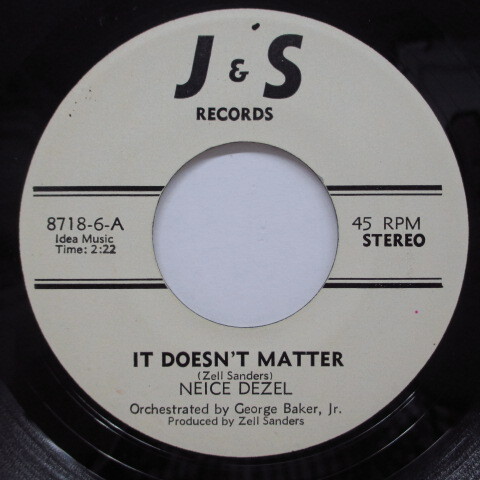 J & S
RECORDS
8718-6-A
Idea Music
Time: 2:22
45 RPM
STEREO
IT DOESN'T MATTER
(Zell Sanders)
NEICE DEZEL
Orchestrated by George Baker, Jr.
Produced by Zell Sanders